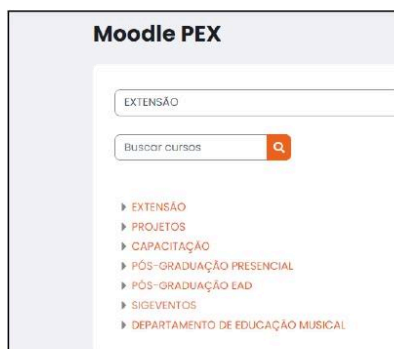 Moodle PEX
EXTENSÃO
Buscar cursos
EXTENSÃO
PROJETOS
CAPACITAÇÃO
PÓS-GRADUAÇÃO PRESENCIAL
PÓS-GRADUAÇÃO EAD
SIGEVENTOS
DEPARTAMENTO DE EDUCAÇÃO MUSICAL